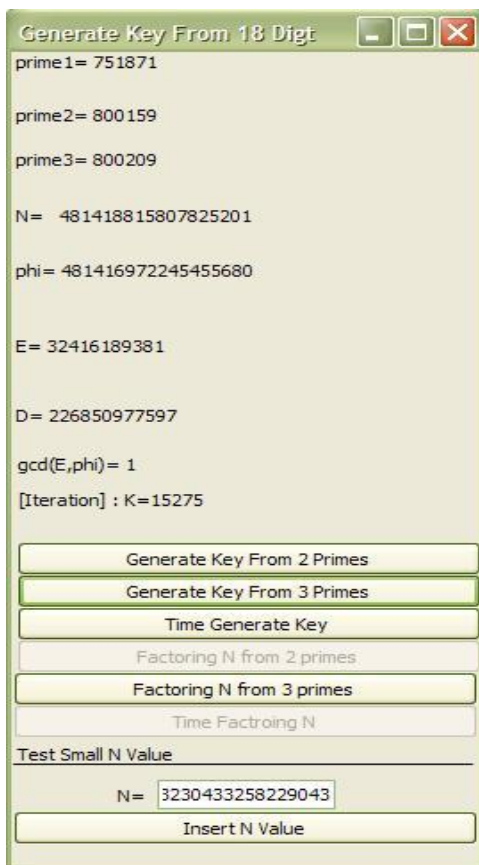 Generate Key From 18 Digt
prime1= 751871
prime2= 800159
prime3= 800209
N= 481418815807825201
phi= 481416972245455680
E= 32416189381
D= 226850977597
gcd(E,phi)= 1
[Iteration] : K=15275
Generate Key From 2 Primes
Generate Key From 3 Primes
Time Generate Key
Factoring N from 2 primes
Factoring N from 3 primes
Time Factroing N
Test Small N Value
N= 3230433258229043
Insert N Value